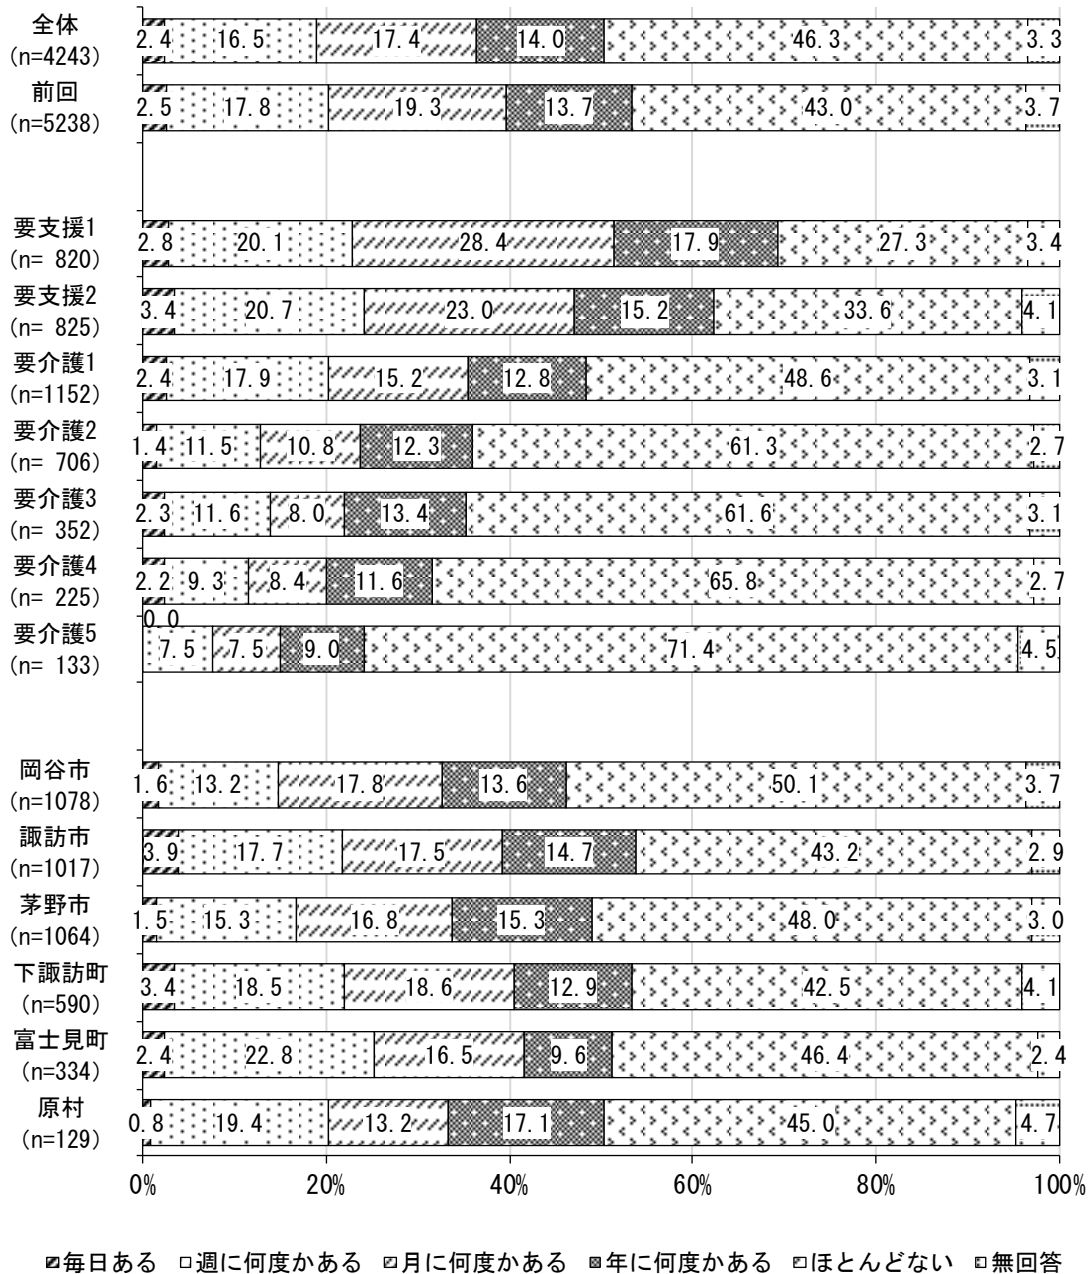 全体
(n=4243)
2.4 16.5 17.4 14.0 46.3 3.3
前回
(n=5238)
2.5 17.8 19.3 13.7 43.0 3.7
要支援1
(n= 820)
2.8 20.1 28.4 17.9 27.3 3.4
要支援2
(n= 825)
3.4 20.7 23.0 15.2 33.6 4.1
要介護1
(n=1152)
2.4 17.9 15.2 12.8 48.6 3.1
要介護2
(n= 706)
1.4 11.5 10.8 12.3 61.3 2.7
要介護3
(n= 352)
2.3 11.6 8.0 13.4 61.6 3.1
要介護4
(n= 225)
2.2 9.3 8.4 11.6 65.8 2.7
要介護5
(n= 133)
0.0 7.5 7.5 9.0 71.4 4.5
岡谷市
(n=1078)
1.6 13.2 17.8 13.6 50.1 3.7
諏訪市
(n=1017)
3.9 17.7 17.5 14.7 43.2 2.9
茅野市
(n=1064)
1.5 15.3 16.8 15.3 48.0 3.0
下諏訪町
(n=590)
3.4 18.5 18.6 12.9 42.5 4.1
富士見町
(n=334)
2.4 22.8 16.5 9.6 46.4 2.4
原村
(n=129)
0.8 19.4 13.2 17.1 45.0 4.7
0% 20% 40% 60% 80% 100%
毎日ある 週に何度かある 月に何度かある 年に何度かある ほとんどない 無回答